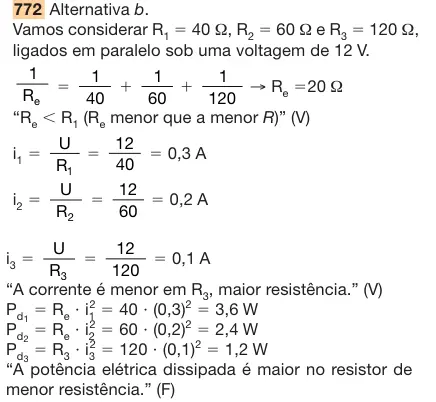 772 Alternativa b.
Vamos considerar R₁ = 40 Ω, R₂ = 60 Ω e R₃ = 120 Ω,
ligados em paralelo sob uma voltagem de 12 V.
1/Rₑ = 1/40 + 1/60 + 1/120 → Rₑ =20 Ω
“Rₑ < R₁ (Rₑ menor que a menor R)” (V)
i₁ = U/R₁ = 12/40 = 0,3 A
i₂ = U/R₂ = 12/60 = 0,2 A
i₃ = U/R₃ = 12/120 = 0,1 A
“A corrente é menor em R₃, maior resistência.” (V)
P_d₁ = Rₑ · i₁² = 40 · (0,3)² = 3,6 W
P_d₂ = Rₑ · i₂² = 60 · (0,2)² = 2,4 W
P_d₃ = R₃ · i₃² = 120 · (0,1)² = 1,2 W
“A potência elétrica dissipada é maior no resistor de
menor resistência.” (F)